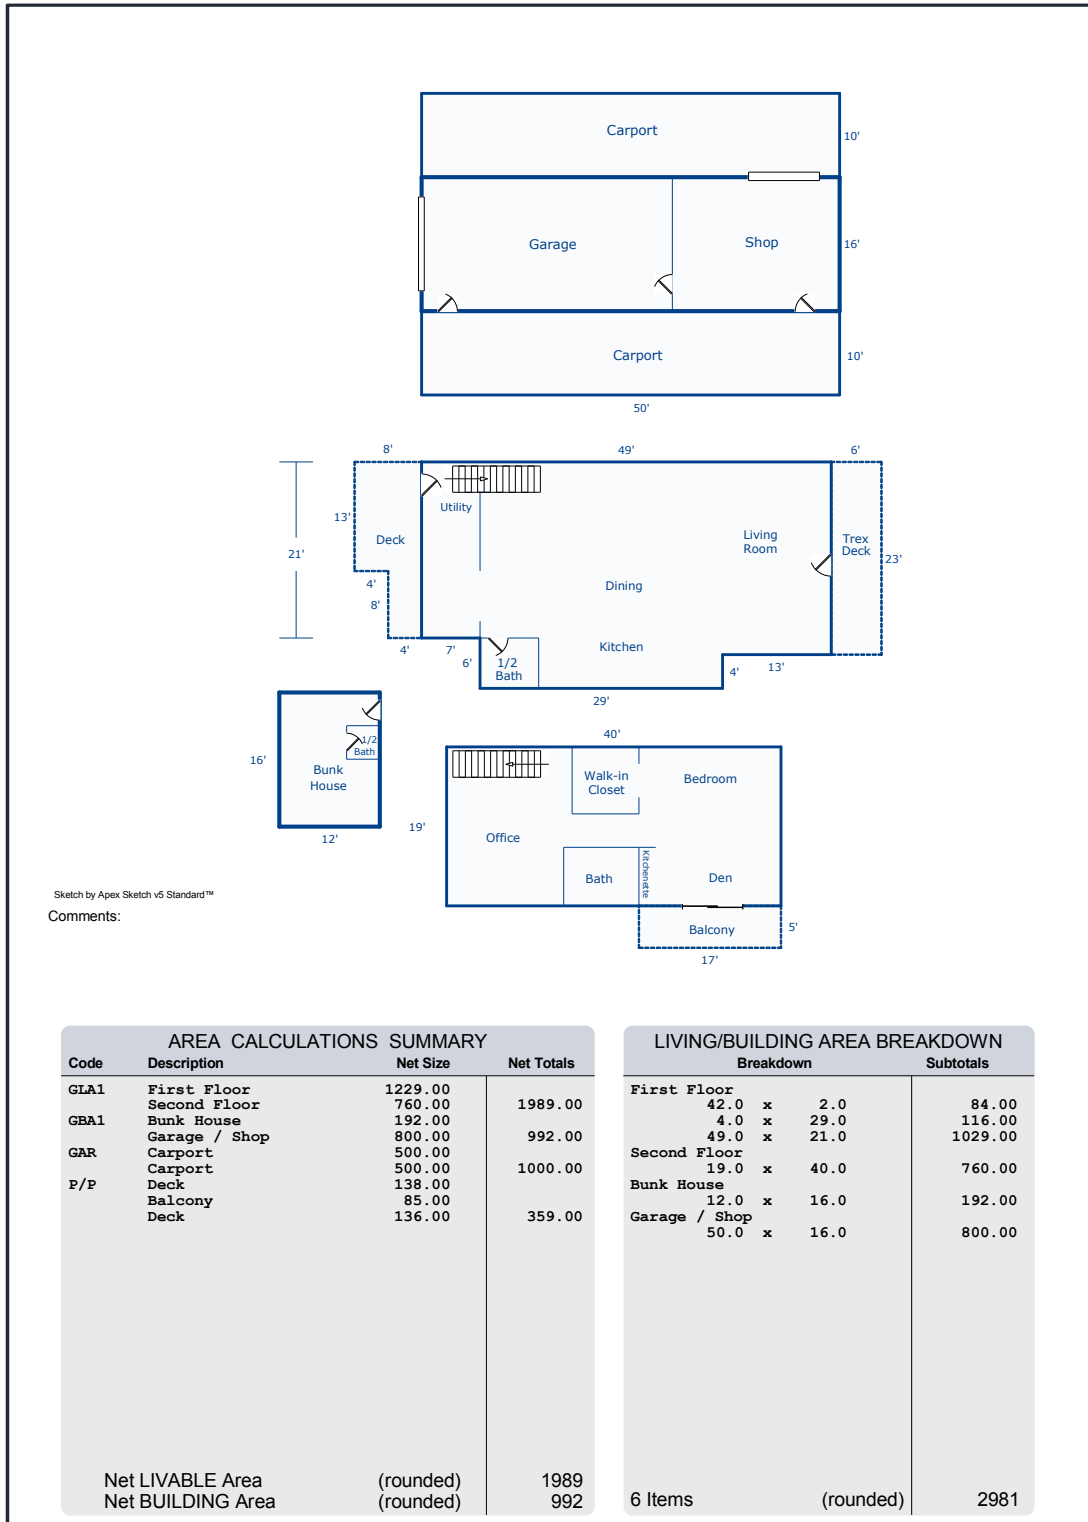 Carport
10'
Garage
Shop
16'
Carport
10'
50'
8'
49'
6'
Utility
13'
Deck
Living
Room
Trex
Deck
21'
23'
4'
Dining
8'
4'
7'
6'
1/2
Bath
Kitchen
4'
13'
29'
40'
1/2
Bath
16'
Bunk
House
Walk-in
Closet
Bedroom
12'
19'
Office
Kitchenette
Bath
Den
Sketch by Apex Sketch v5 Standard™
Comments:
Balcony
5'
17'
AREA CALCULATIONS SUMMARY
Code Description Net Size Net Totals
GLA1 First Floor 1229.00
Second Floor 760.00 1989.00
GBA1 Bunk House 192.00
Garage / Shop 800.00 992.00
GAR Carport 500.00
Carport 500.00 1000.00
P/P Deck 138.00
Balcony 85.00
Deck 136.00 359.00
Net LIVABLE Area (rounded) 1989
Net BUILDING Area (rounded) 992
LIVING/BUILDING AREA BREAKDOWN
Breakdown Subtotals
First Floor
42.0 x 2.0 84.00
4.0 x 29.0 116.00
49.0 x 21.0 1029.00
Second Floor
19.0 x 40.0 760.00
Bunk House
12.0 x 16.0 192.00
Garage / Shop
50.0 x 16.0 800.00
6 Items (rounded) 2981